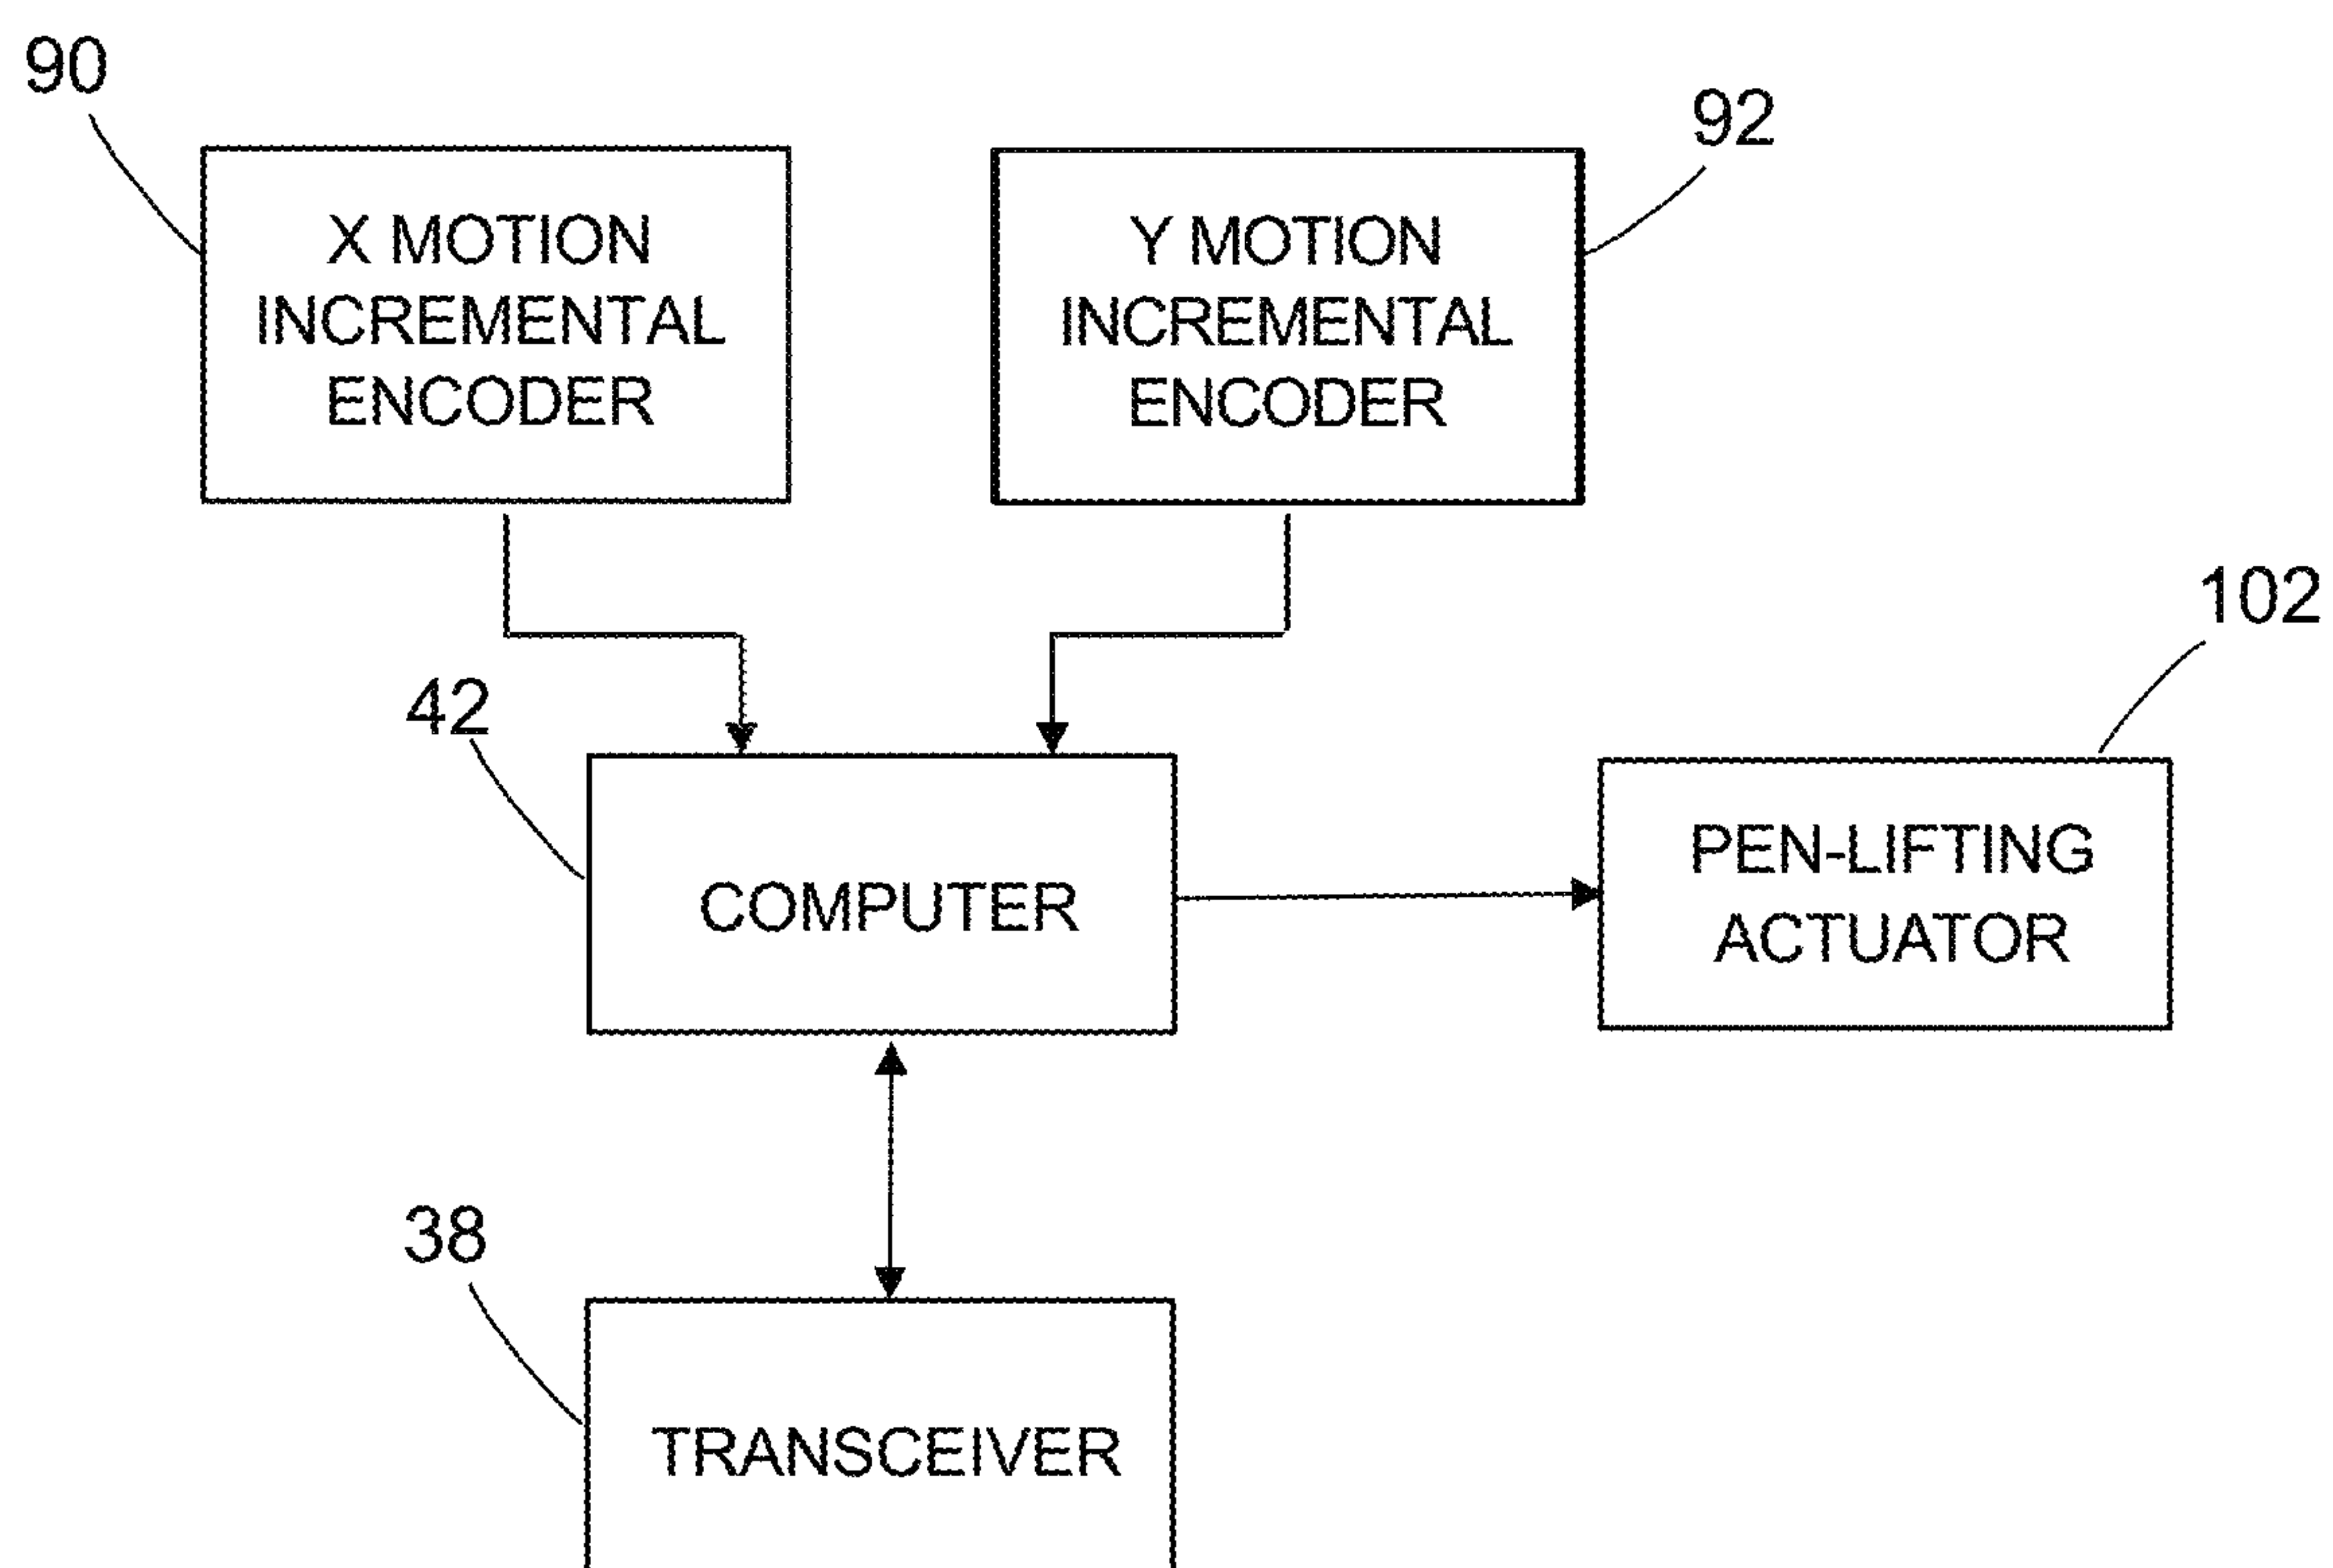 90
92
X MOTION
INCREMENTAL
ENCODER
Y MOTION
INCREMENTAL
ENCODER
102
42
COMPUTER
PEN-LIFTING
ACTUATOR
38
TRANSCEIVER